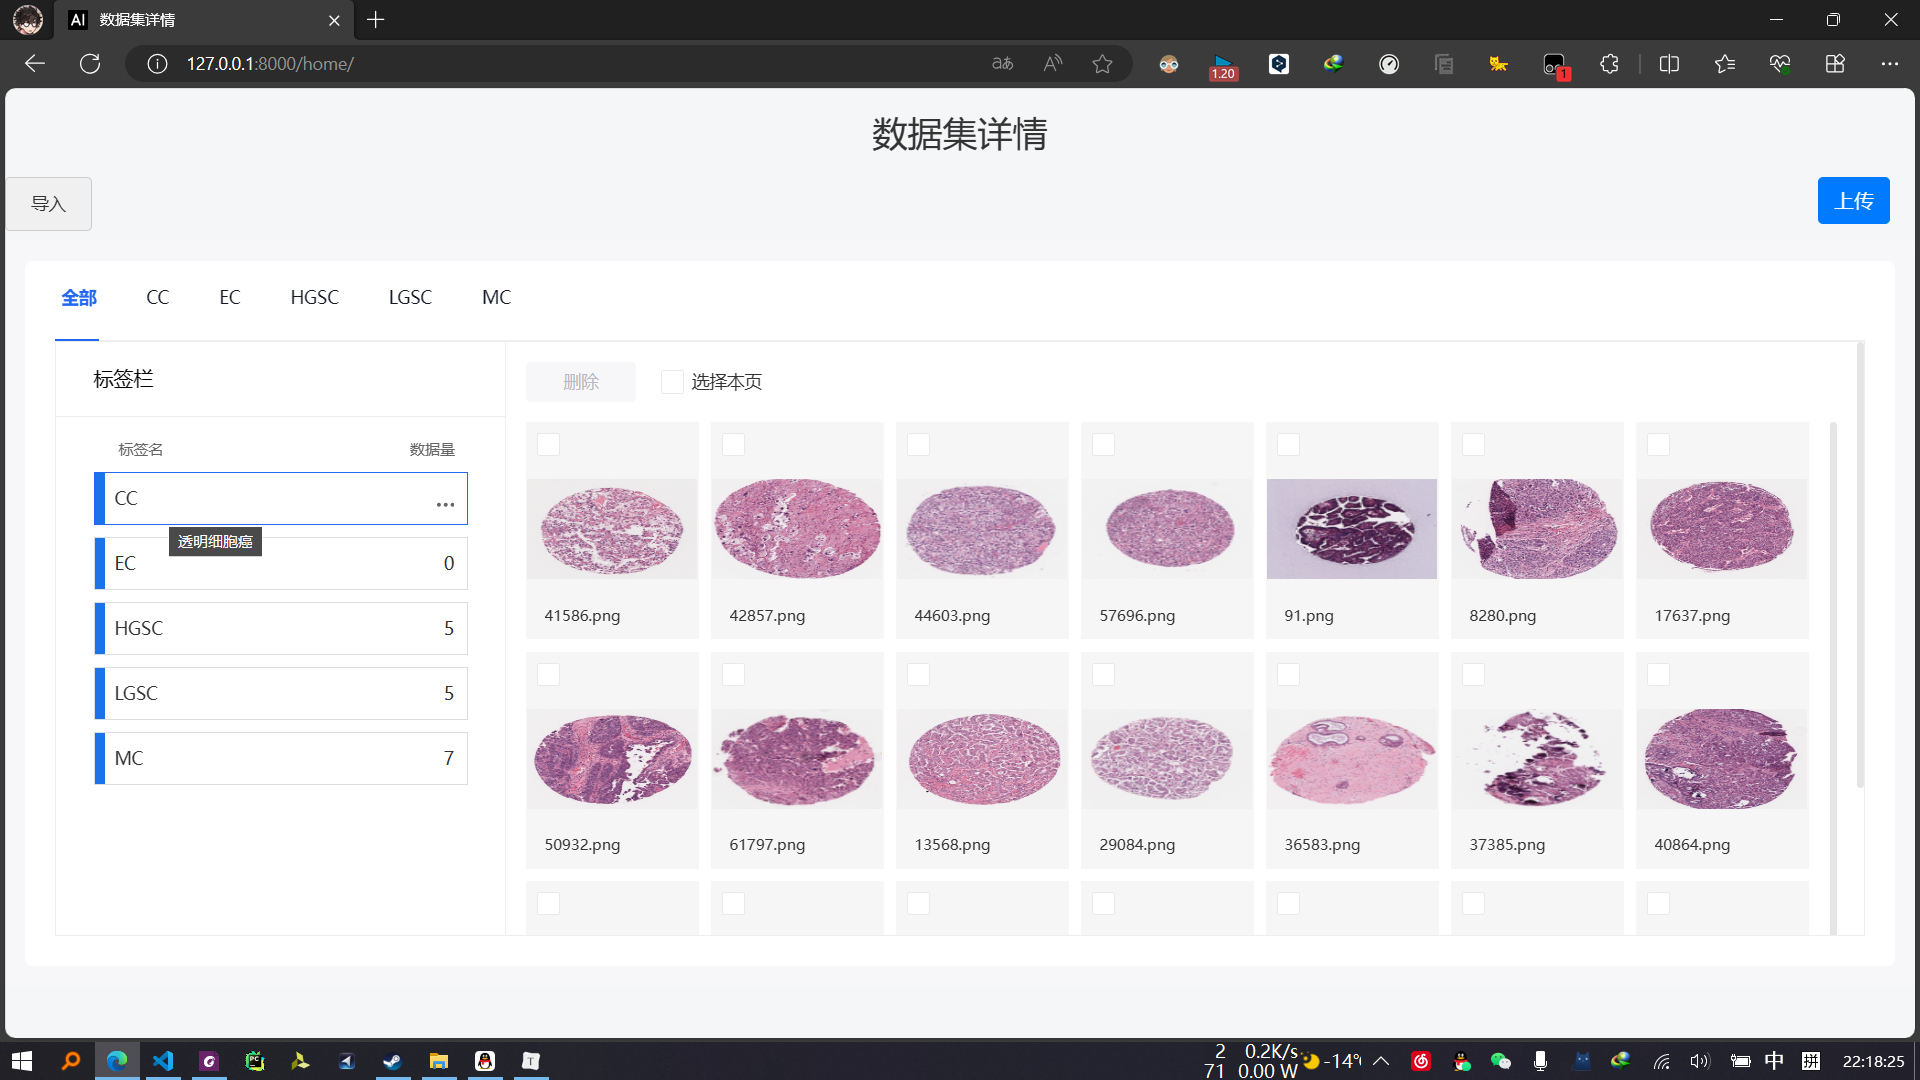 AI 数据集详情
127.0.0.1:8000/home/
aあ
A
1.20
1
数据集详情
导入
上传
全部 CC EC HGSC LGSC MC
标签栏
删除 选择本页
标签名 数据量
CC ...
透明细胞癌
EC 0
HGSC 5
LGSC 5
MC 7
41586.png 42857.png 44603.png 57696.png 91.png 8280.png 17637.png
50932.png 61797.png 13568.png 29084.png 36583.png 37385.png 40864.png
2 0.2K/s
71 0.00 W
-14°
中 拼
22:18:25